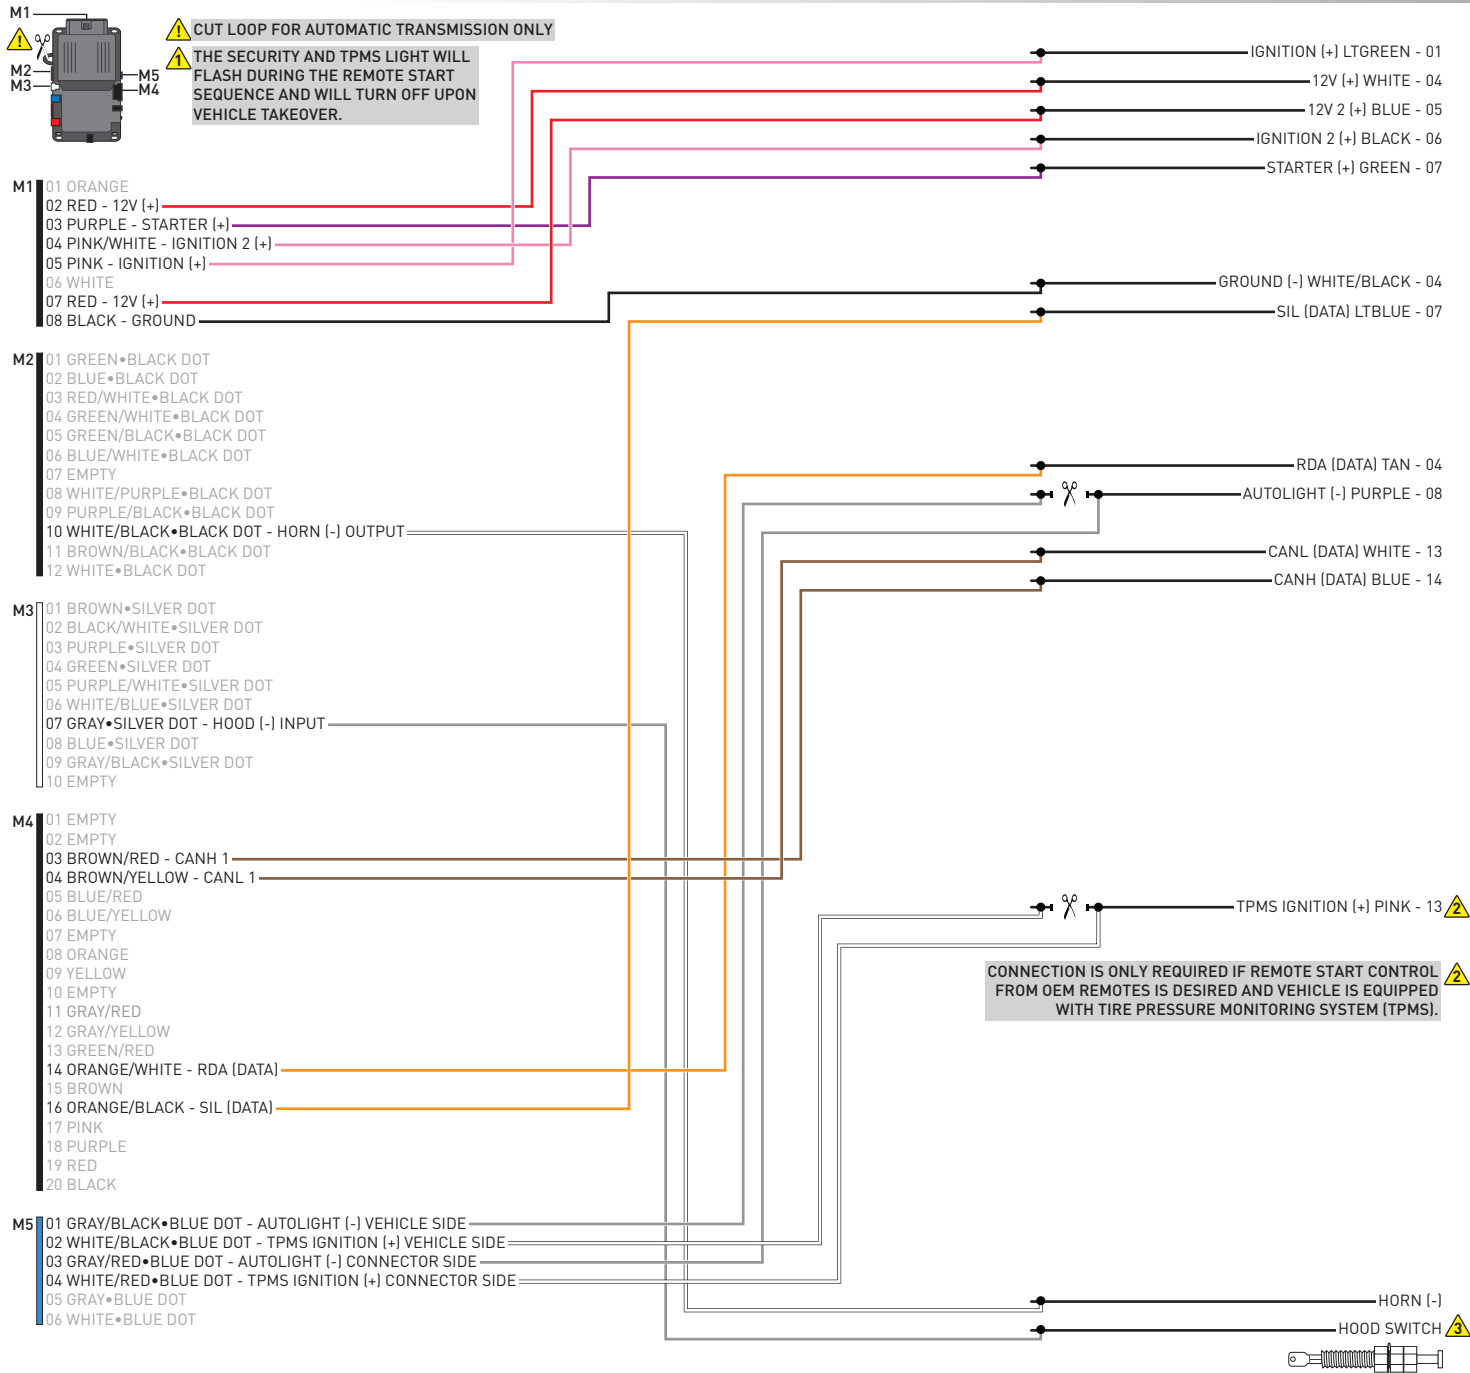 M1
M2
M3
M5
M4
! CUT LOOP FOR AUTOMATIC TRANSMISSION ONLY
1 THE SECURITY AND TPMS LIGHT WILL
FLASH DURING THE REMOTE START
SEQUENCE AND WILL TURN OFF UPON
VEHICLE TAKEOVER.
!
IGNITION (+) LTGREEN - 01
12V (+) WHITE - 04
12V 2 (+) BLUE - 05
IGNITION 2 (+) BLACK - 06
STARTER (+) GREEN - 07
M1
01 ORANGE
02 RED - 12V (+)
03 PURPLE - STARTER (+)
04 PINK/WHITE - IGNITION 2 (+)
05 PINK - IGNITION (+)
06 WHITE
07 RED - 12V (+)
08 BLACK - GROUND
GROUND (-) WHITE/BLACK - 04
SIL (DATA) LTBLUE - 07
M2
01 GREEN•BLACK DOT
02 BLUE•BLACK DOT
03 RED/WHITE•BLACK DOT
04 GREEN/WHITE•BLACK DOT
05 GREEN/BLACK•BLACK DOT
06 BLUE/WHITE•BLACK DOT
07 EMPTY
08 WHITE/PURPLE•BLACK DOT
09 PURPLE/BLACK•BLACK DOT
10 WHITE/BLACK•BLACK DOT - HORN (-) OUTPUT
11 BROWN/BLACK•BLACK DOT
12 WHITE•BLACK DOT
RDA (DATA) TAN - 04
AUTOLIGHT (-) PURPLE - 08
CANL (DATA) WHITE - 13
CANH (DATA) BLUE - 14
M3
01 BROWN•SILVER DOT
02 BLACK/WHITE•SILVER DOT
03 PURPLE•SILVER DOT
04 GREEN•SILVER DOT
05 PURPLE/WHITE•SILVER DOT
06 WHITE/BLUE•SILVER DOT
07 GRAY•SILVER DOT - HOOD (-) INPUT
08 BLUE•SILVER DOT
09 GRAY/BLACK•SILVER DOT
10 EMPTY
M4
01 EMPTY
02 EMPTY
03 BROWN/RED - CANH 1
04 BROWN/YELLOW - CANL 1
05 BLUE/RED
06 BLUE/YELLOW
07 EMPTY
08 ORANGE
09 YELLOW
10 EMPTY
11 GRAY/RED
12 GRAY/YELLOW
13 GREEN/RED
14 ORANGE/WHITE - RDA (DATA)
15 BROWN
16 ORANGE/BLACK - SIL (DATA)
17 PINK
18 PURPLE
19 RED
20 BLACK
TPMS IGNITION (+) PINK - 13 2
CONNECTION IS ONLY REQUIRED IF REMOTE START CONTROL 2
FROM OEM REMOTES IS DESIRED AND VEHICLE IS EQUIPPED
WITH TIRE PRESSURE MONITORING SYSTEM (TPMS).
M5
01 GRAY/BLACK•BLUE DOT - AUTOLIGHT (-) VEHICLE SIDE
02 WHITE/BLACK•BLUE DOT - TPMS IGNITION (+) VEHICLE SIDE
03 GRAY/RED•BLUE DOT - AUTOLIGHT (-) CONNECTOR SIDE
04 WHITE/RED•BLUE DOT - TPMS IGNITION (+) CONNECTOR SIDE
05 GRAY•BLUE DOT
06 WHITE•BLUE DOT
HORN (-)
HOOD SWITCH 3